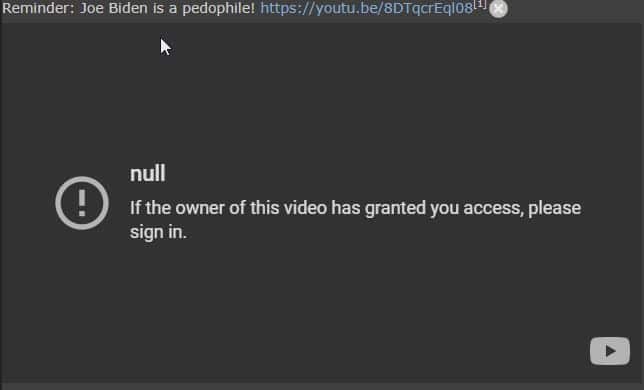 Reminder: Joe Biden is a pedophile! https://youtu.be/8DTqcrEql08[1]
null
If the owner of this video has granted you access, please
sign in.